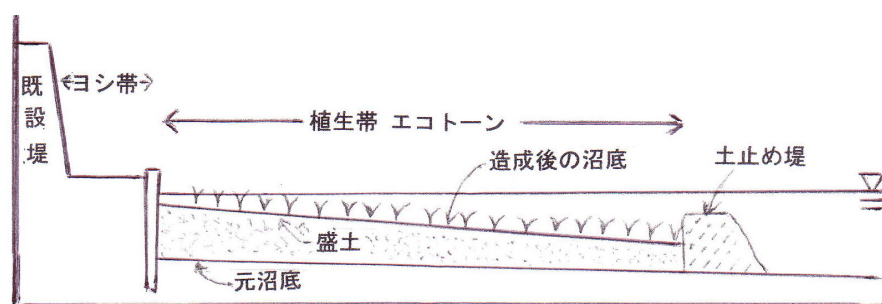 既設堤
ヨシ帯
植生帯 エコトーン
造成後の沼底
土止め堤
盛土
元沼底